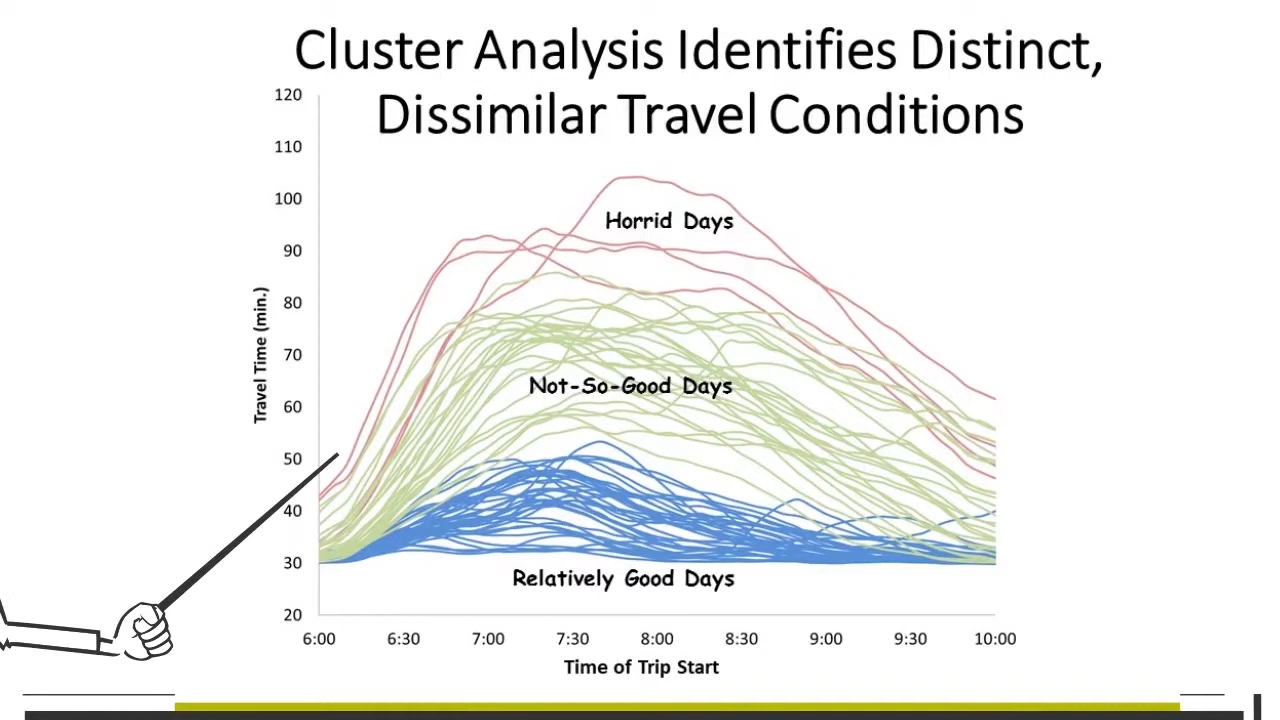 Cluster Analysis Identifies Distinct,
Dissimilar Travel Conditions
120
110
100
90
80
70
60
50
40
30
20
Travel Time (min.)
Horrid Days
Not-So-Good Days
Relatively Good Days
6:00 6:30 7:00 7:30 8:00 8:30 9:00 9:30 10:00
Time of Trip Start